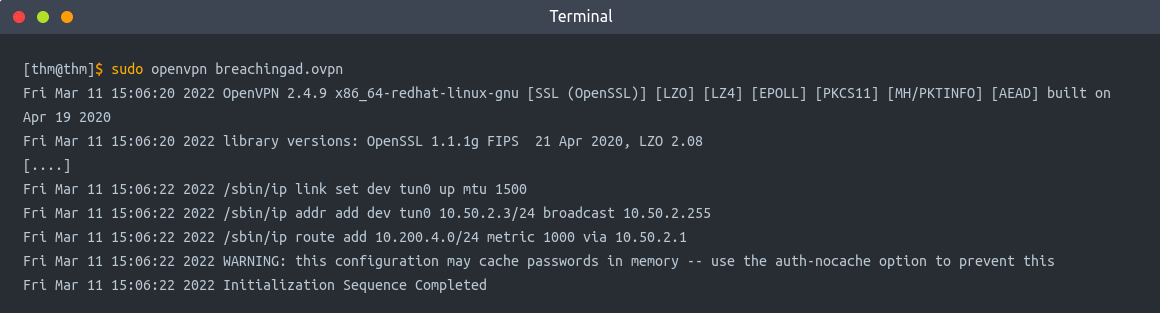 Terminal
[thm@thm]$ sudo openvpn breachingad.ovpn
Fri Mar 11 15:06:20 2022 OpenVPN 2.4.9 x86_64-redhat-linux-gnu [SSL (OpenSSL)] [LZO] [LZ4] [EPOLL] [PKCS11] [MH/PKTINFO] [AEAD] built on
Apr 19 2020
Fri Mar 11 15:06:20 2022 library versions: OpenSSL 1.1.1g FIPS  21 Apr 2020, LZO 2.08
[....]
Fri Mar 11 15:06:22 2022 /sbin/ip link set dev tun0 up mtu 1500
Fri Mar 11 15:06:22 2022 /sbin/ip addr add dev tun0 10.50.2.3/24 broadcast 10.50.2.255
Fri Mar 11 15:06:22 2022 /sbin/ip route add 10.200.4.0/24 metric 1000 via 10.50.2.1
Fri Mar 11 15:06:22 2022 WARNING: this configuration may cache passwords in memory -- use the auth-nocache option to prevent this
Fri Mar 11 15:06:22 2022 Initialization Sequence Completed